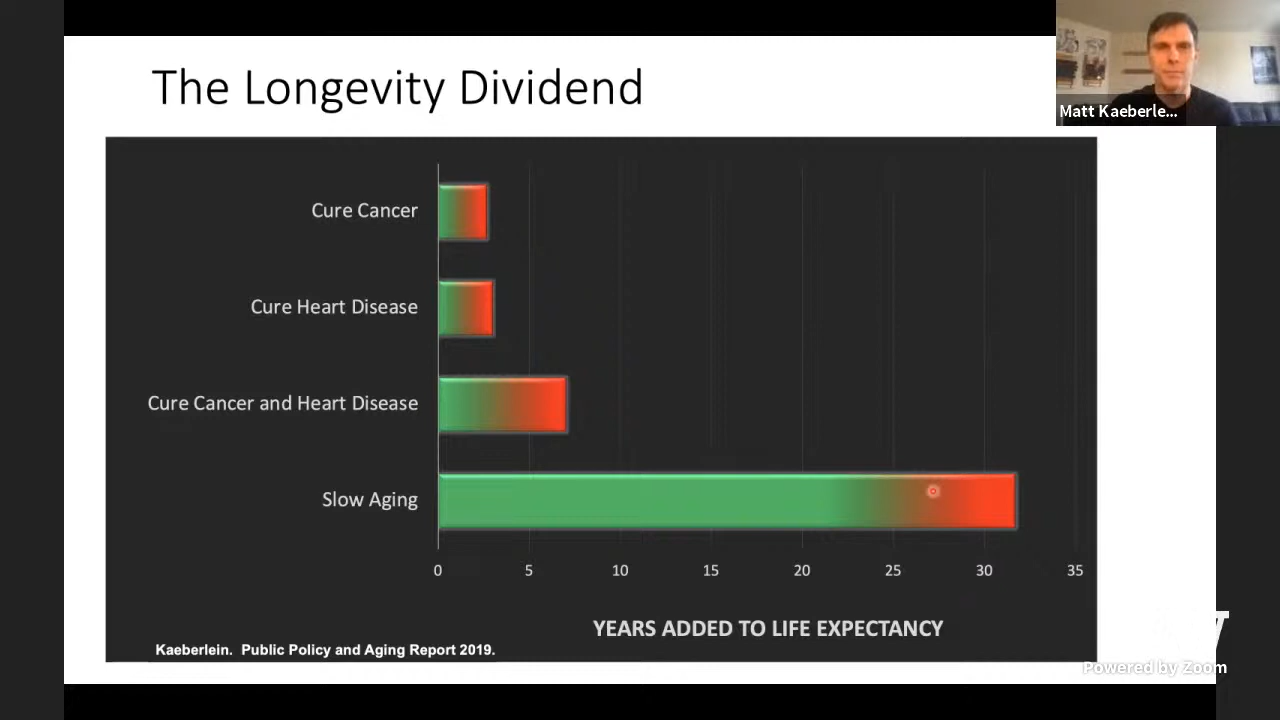 The Longevity Dividend
Matt Kaeberle...
Cure Cancer
Cure Heart Disease
Cure Cancer and Heart Disease
Slow Aging
0 5 10 15 20 25 30 35
YEARS ADDED TO LIFE EXPECTANCY
Kaeberlein. Public Policy and Aging Report 2019.
Powered by Zoom